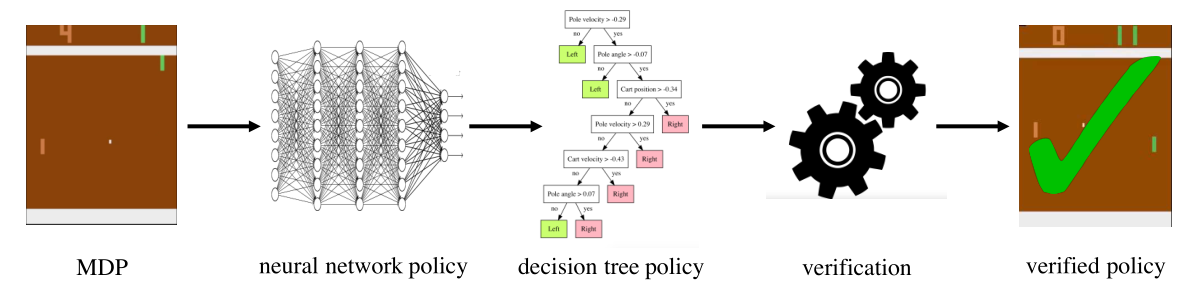 4
Pole velocity > -0.29
no yes
Left
Pole angle > -0.07
no yes
Left
Cart position > -0.34
no yes
Pole velocity > 0.29
Right
no yes
Cart velocity > -0.43
Right
no yes
Pole angle > 0.07
Right
no yes
Left
Right
0 1 1
MDP
neural network policy
decision tree policy
verification
verified policy